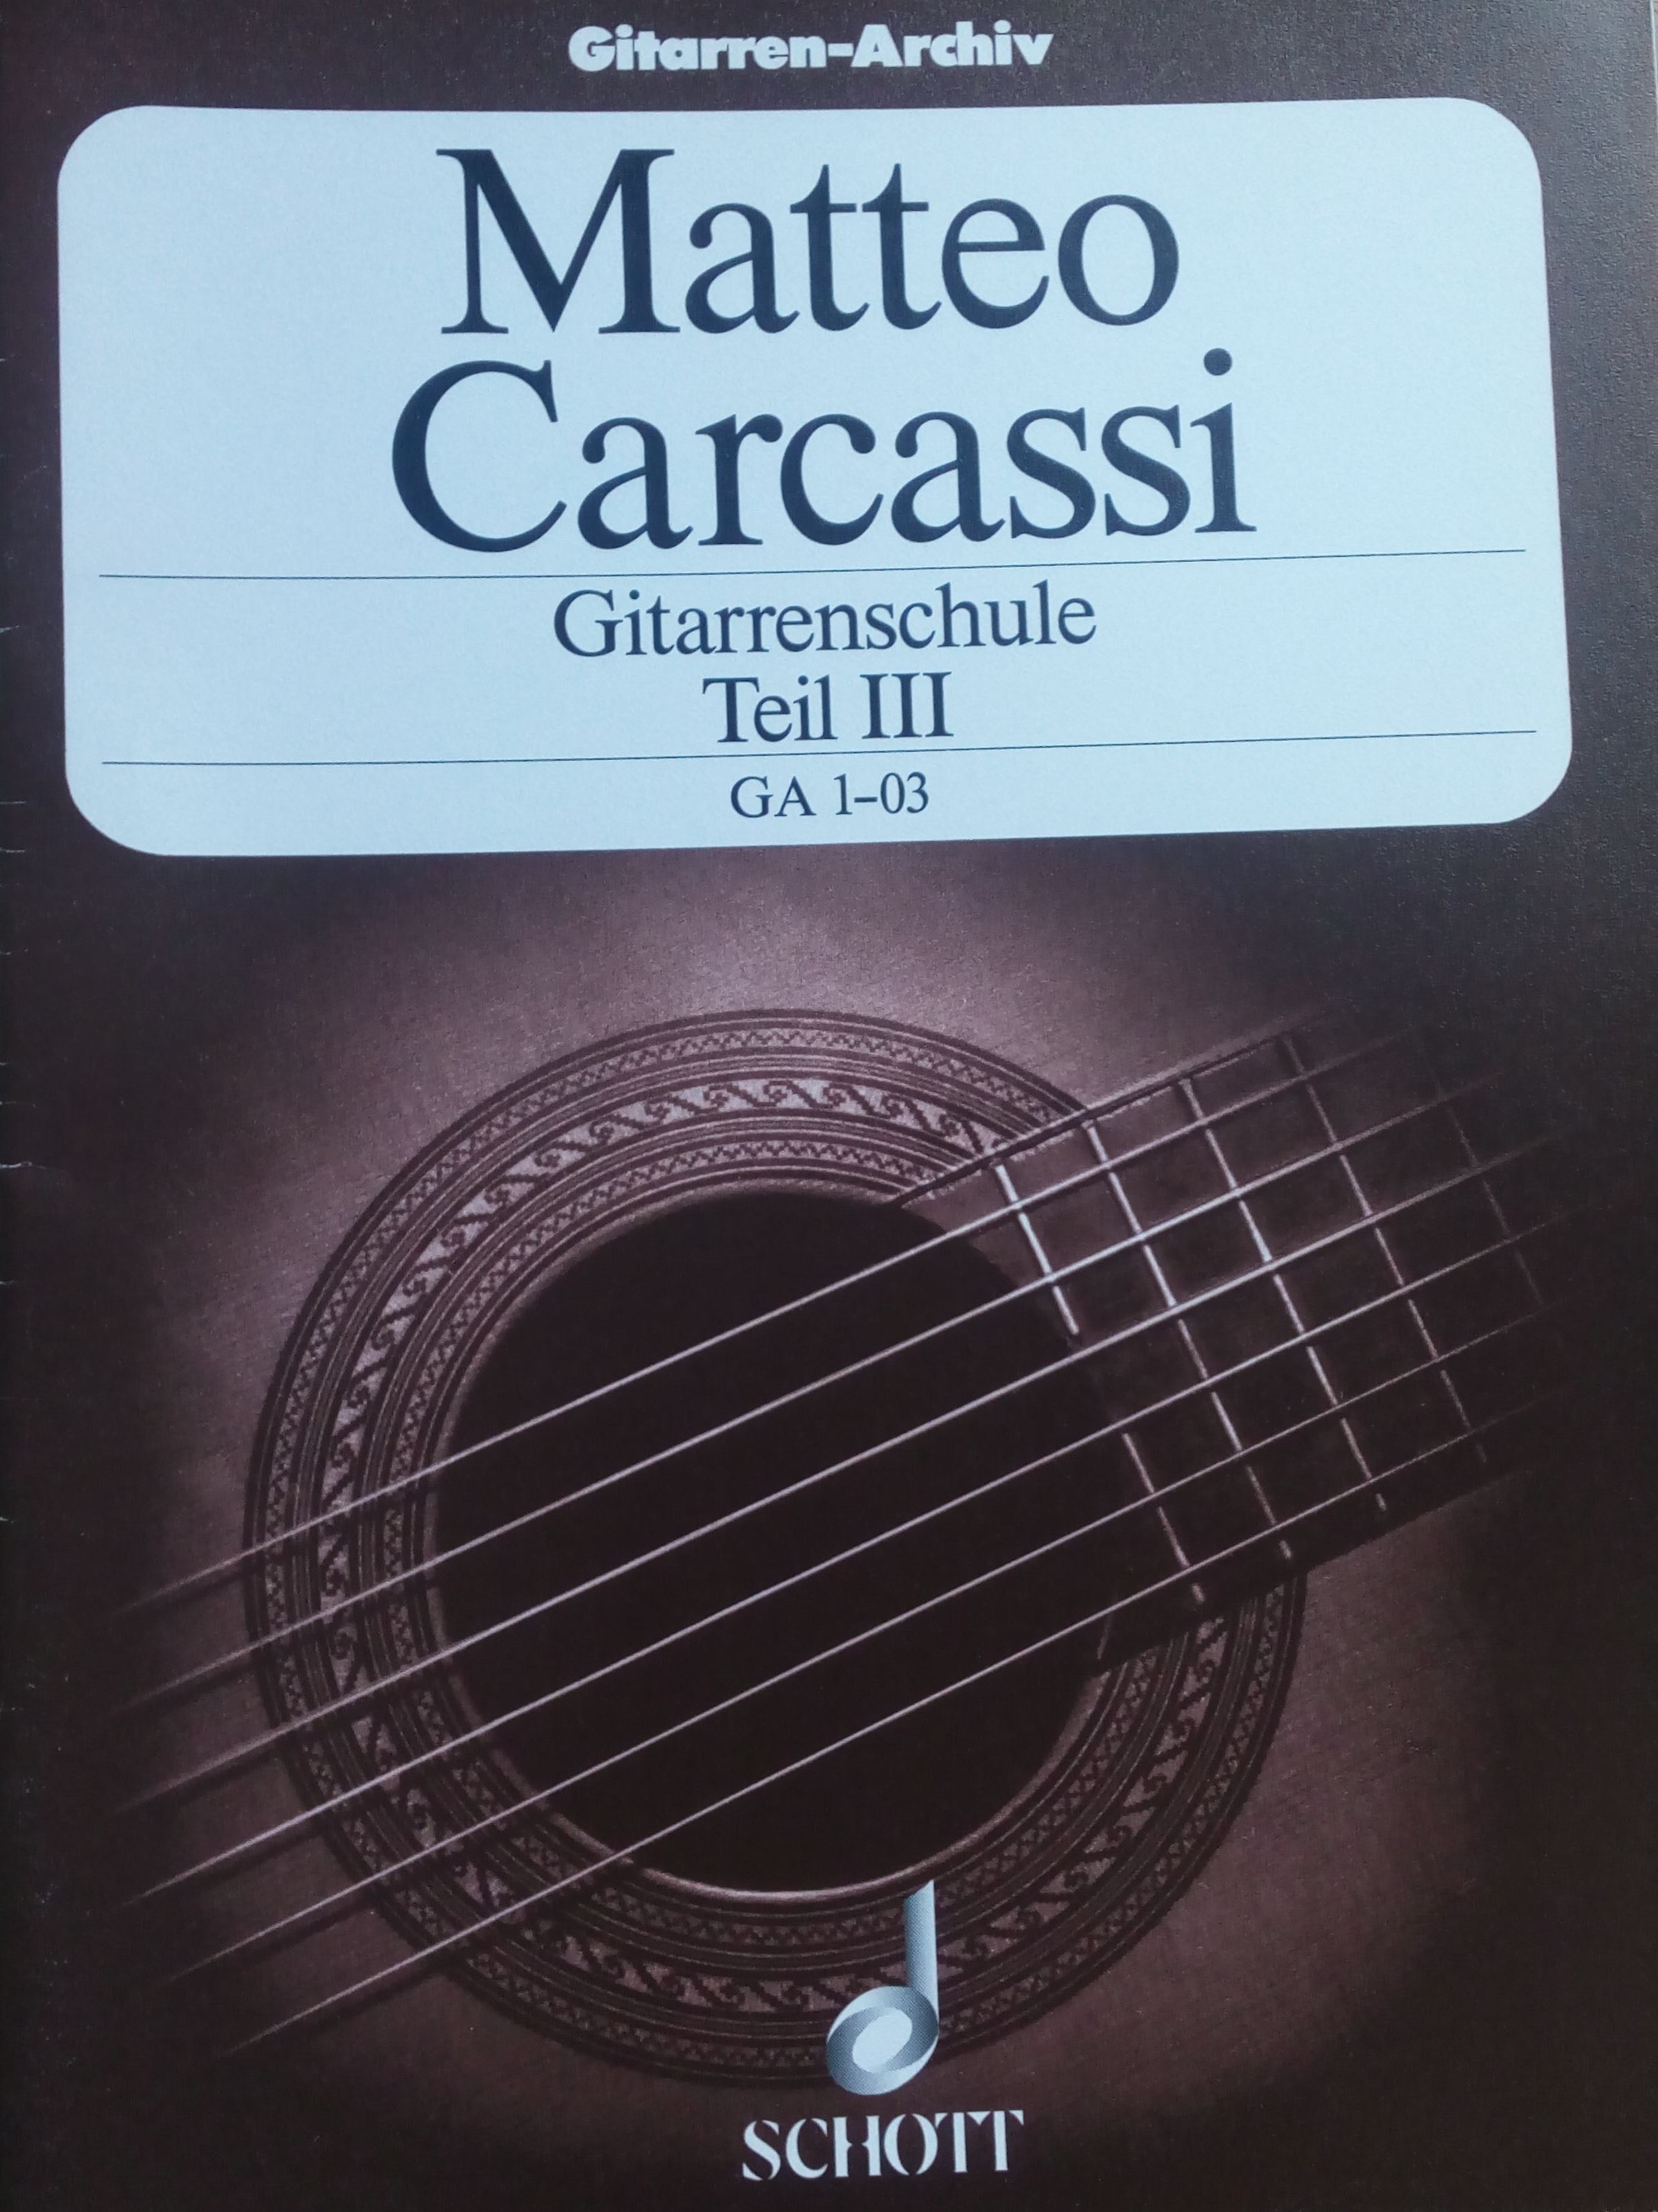 Gitarren-Archiv
Matteo
Carcassi
Gitarrenschule
Teil III
GA 1–03
SCHOTT